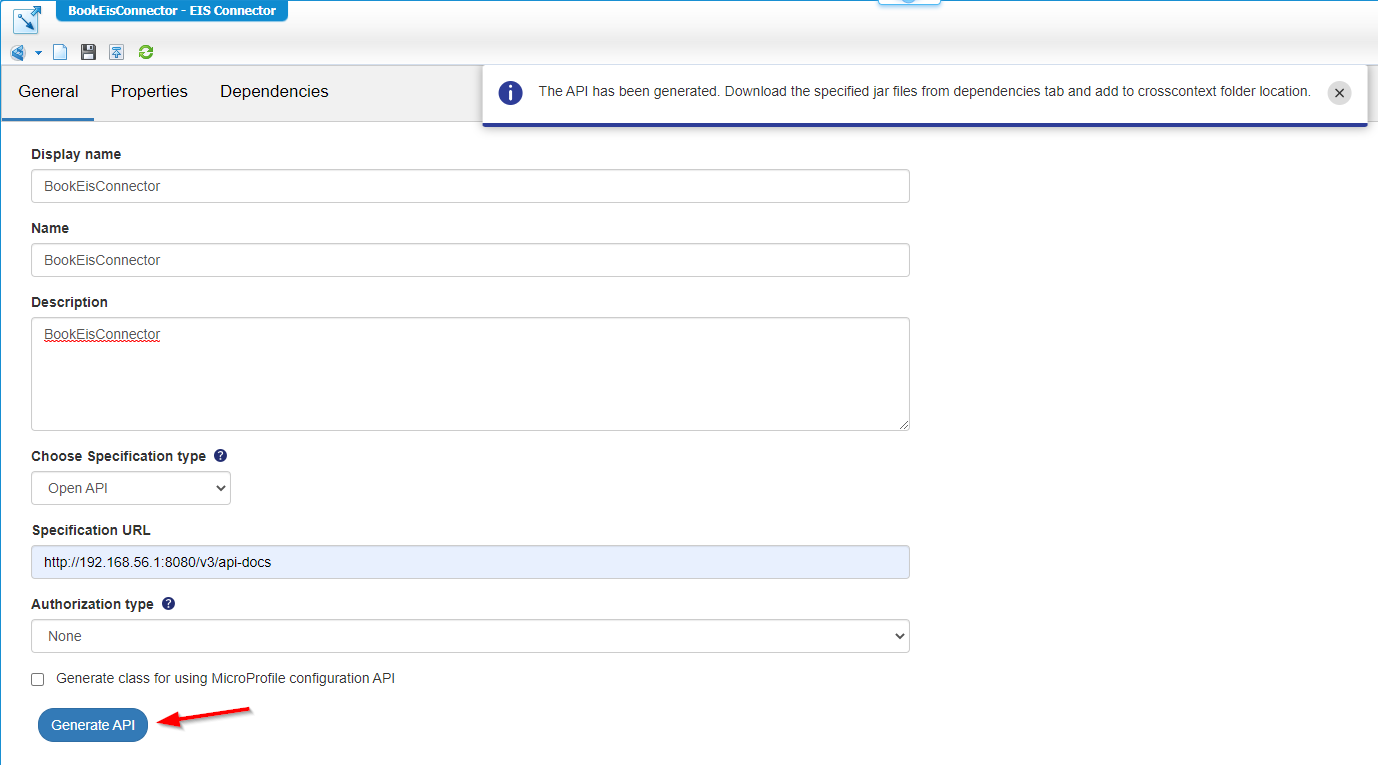 BookEisConnector - EIS Connector
General Properties Dependencies
The API has been generated. Download the specified jar files from dependencies tab and add to crosscontext folder location.
Display name
BookEisConnector
Name
BookEisConnector
Description
BookEisConnector
Choose Specification type ?
Open API
Specification URL
http://192.168.56.1:8080/v3/api-docs
Authorization type ?
None
Generate class for using MicroProfile configuration API
Generate API